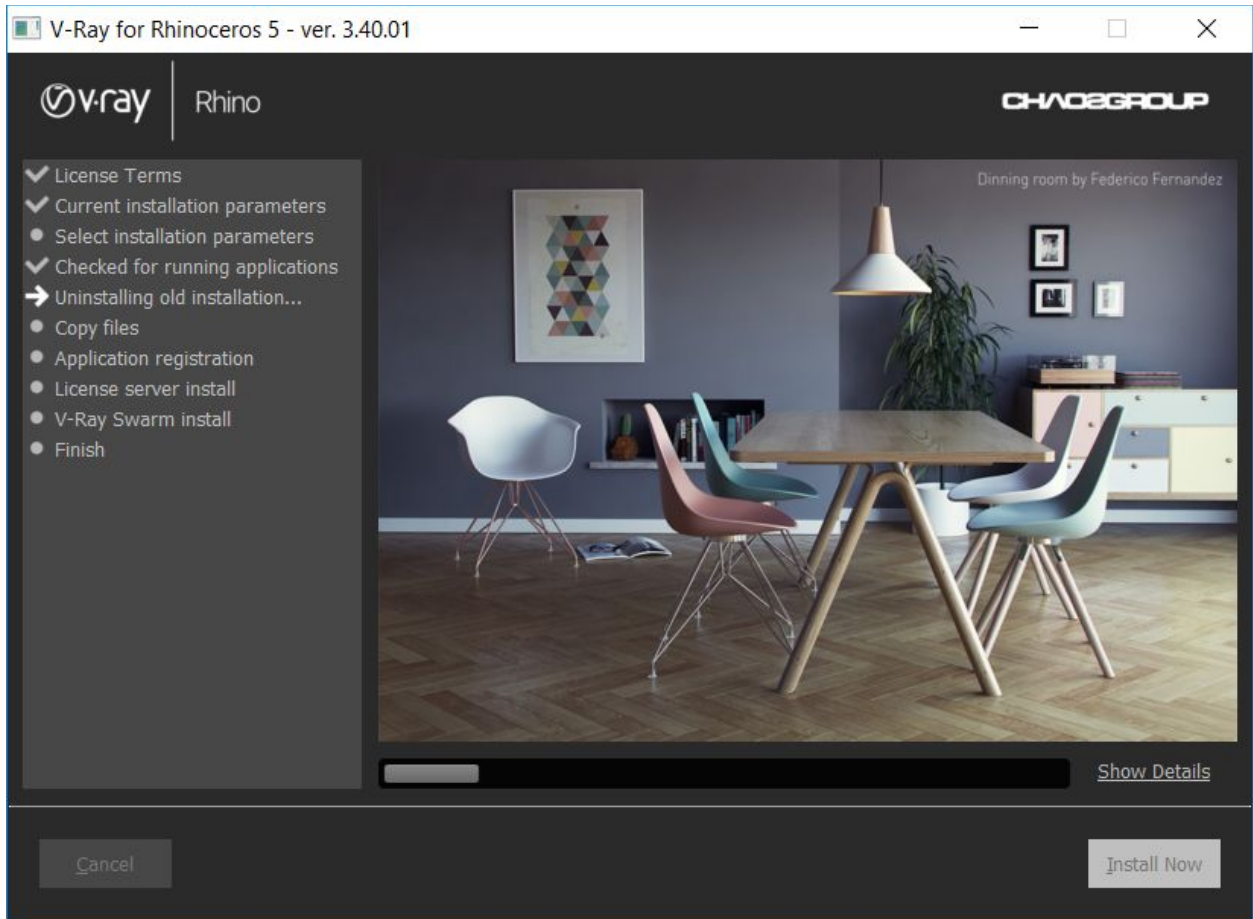 V-Ray for Rhinoceros 5 - ver. 3.40.01
v·ray Rhino CHAOSGROUP
License Terms
Current installation parameters
Select installation parameters
Checked for running applications
Uninstalling old installation...
Copy files
Application registration
License server install
V-Ray Swarm install
Finish
Dinning room by Federico Fernandez
Show Details
Cancel
Install Now